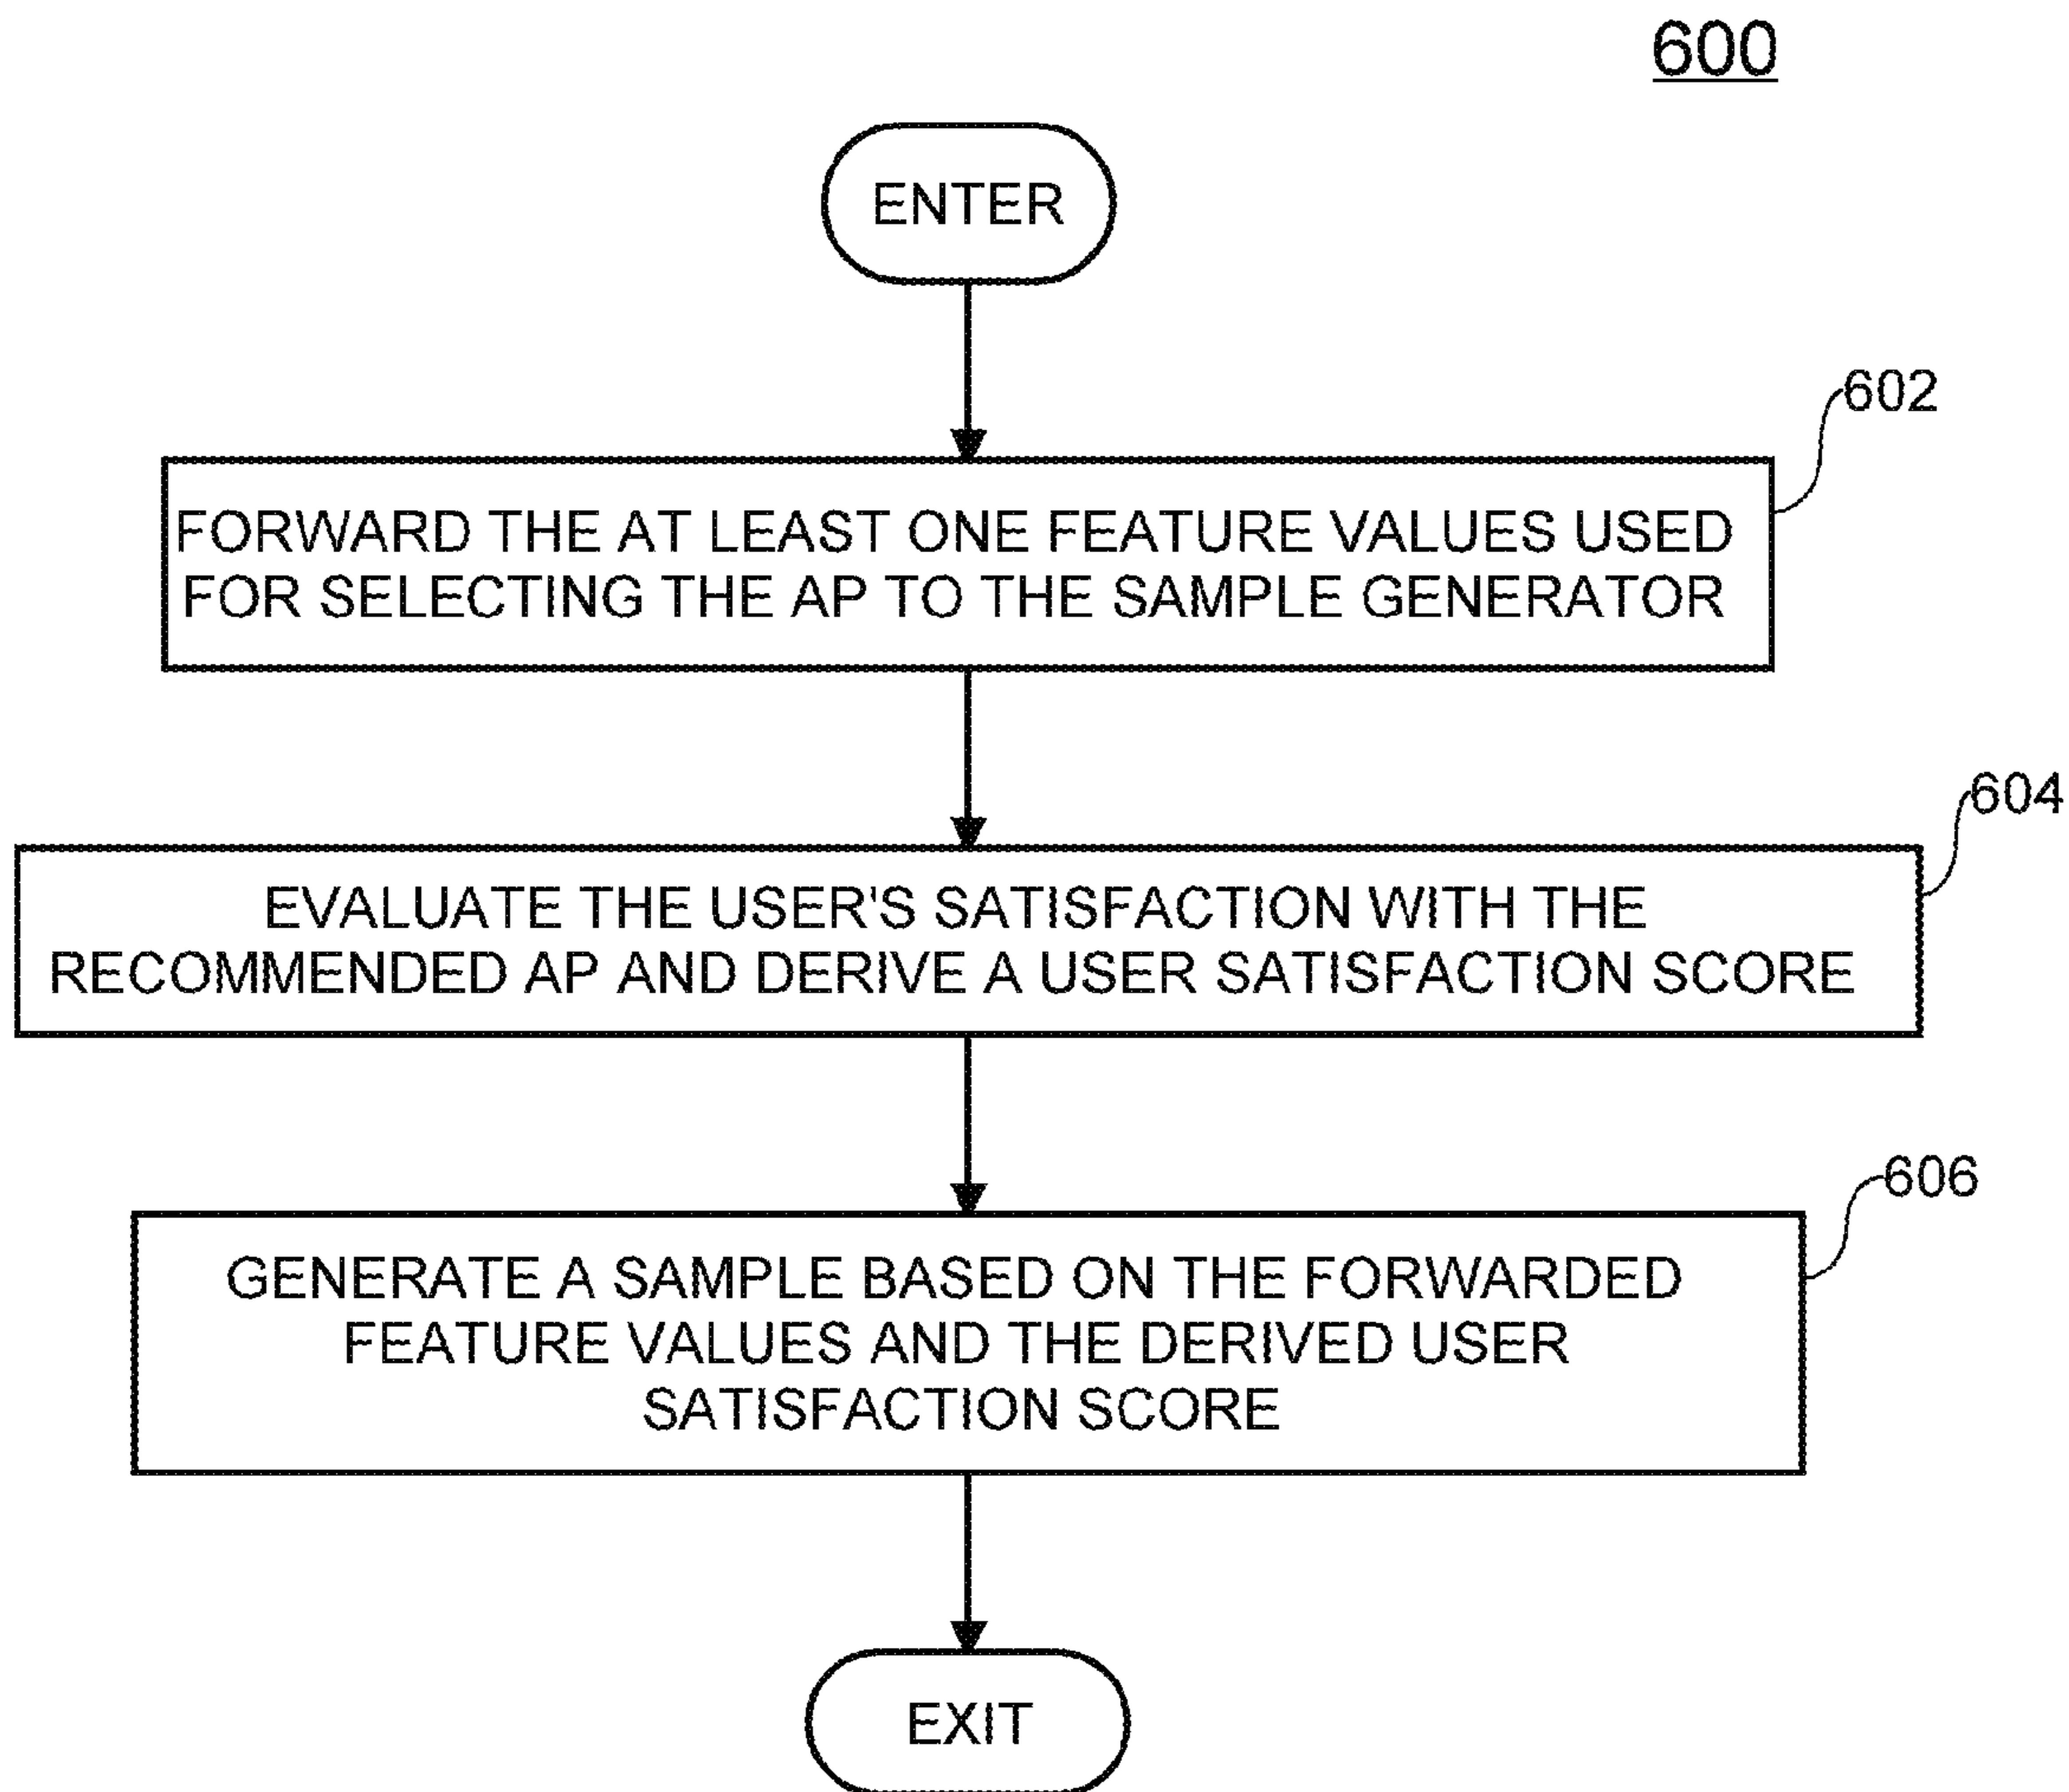 600
ENTER
602
FORWARD THE AT LEAST ONE FEATURE VALUES USED
FOR SELECTING THE AP TO THE SAMPLE GENERATOR
604
EVALUATE THE USER'S SATISFACTION WITH THE
RECOMMENDED AP AND DERIVE A USER SATISFACTION SCORE
606
GENERATE A SAMPLE BASED ON THE FORWARDED
FEATURE VALUES AND THE DERIVED USER
SATISFACTION SCORE
EXIT